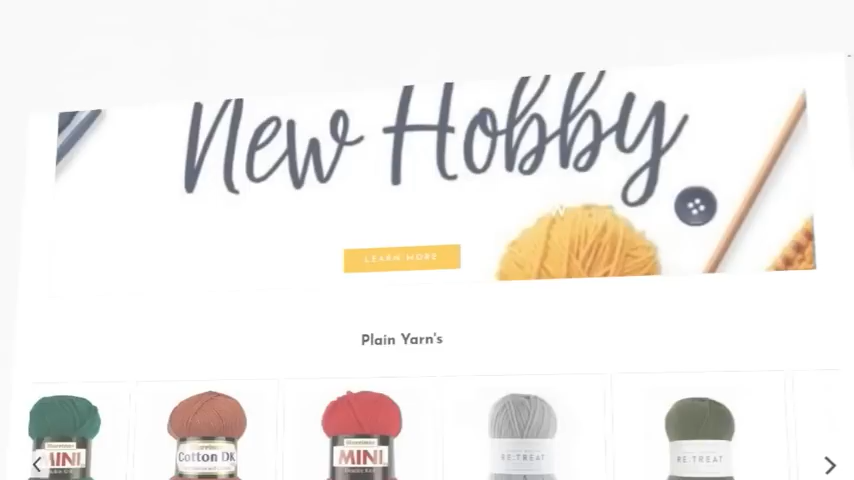 New Hobby
LEARN MORE
Plain Yarn's
MINI
Cotton DK
MINI
RE:TREAT
RE:TREAT